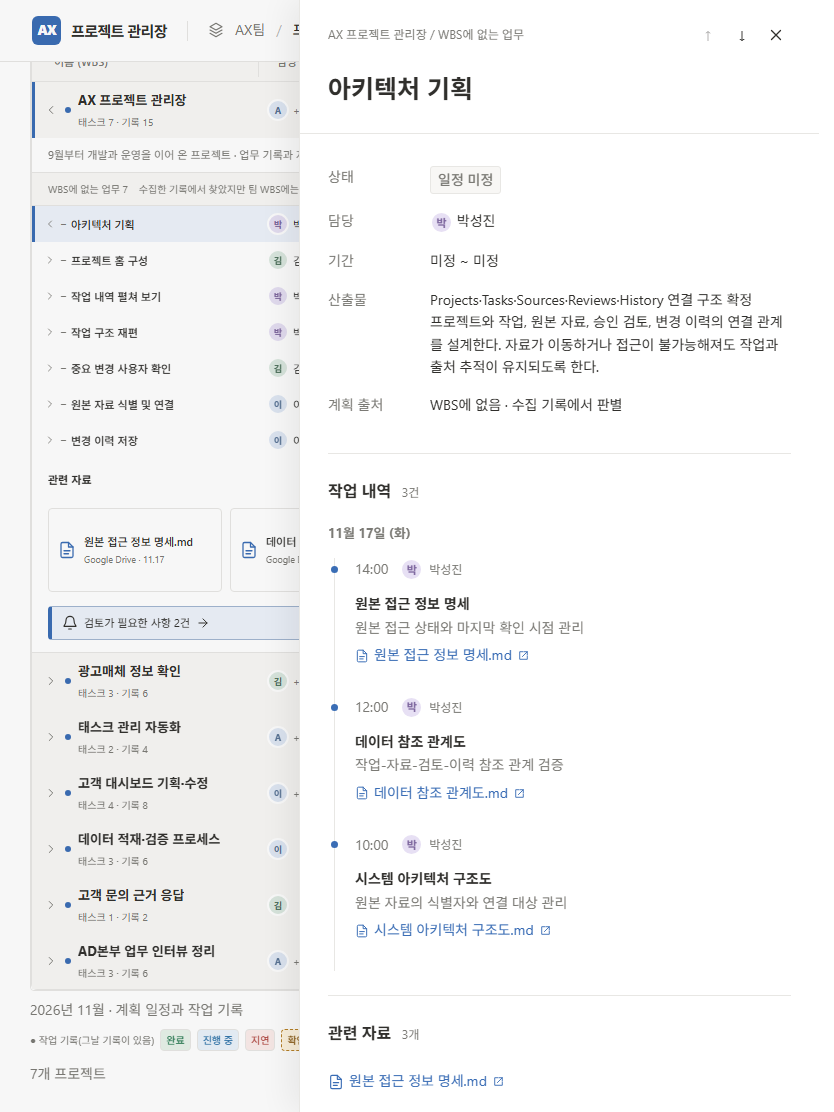 AX 프로젝트 관리장
AX팀 /
이름 (WBS)
AX 프로젝트 관리장
태스크 7 · 기록 15
A +
9월부터 개발과 운영을 이어 온 프로젝트 · 업무 기록과
WBS에 없는 업무 7 수집한 기록에서 찾았지만 팀 WBS에는
– 아키텍처 기획
박
– 프로젝트 홈 구성
김
– 작업 내역 펼쳐 보기
박
– 작업 구조 재편
박
– 중요 변경 사용자 확인
김
– 원본 자료 식별 및 연결
이
– 변경 이력 저장
이
관련 자료
원본 접근 정보 명세.md
Google Drive · 11.17
데이터
Google
검토가 필요한 사항 2건 →
광고매체 정보 확인
태스크 3 · 기록 6
김 +
태스크 관리 자동화
태스크 2 · 기록 4
A +
고객 대시보드 기획·수정
태스크 4 · 기록 8
이 +
데이터 적재·검증 프로세스
태스크 3 · 기록 6
이
고객 문의 근거 응답
태스크 1 · 기록 2
김
AD본부 업무 인터뷰 정리
태스크 3 · 기록 6
A +
2026년 11월 · 계획 일정과 작업 기록
● 작업 기록(그날 기록이 있음) 완료 진행 중 지연
7개 프로젝트
AX 프로젝트 관리장 / WBS에 없는 업무
↑ ↓ ×
아키텍처 기획
상태 일정 미정
담당 박 박성진
기간 미정 ~ 미정
산출물 Projects·Tasks·Sources·Reviews·History 연결 구조 확정
프로젝트와 작업, 원본 자료, 승인 검토, 변경 이력의 연결 관계
를 설계한다. 자료가 이동하거나 접근이 불가능해져도 작업과
출처 추적이 유지되도록 한다.
계획 출처 WBS에 없음 · 수집 기록에서 판별
작업 내역 3건
11월 17일 (화)
14:00 박 박성진
원본 접근 정보 명세
원본 접근 상태와 마지막 확인 시점 관리
원본 접근 정보 명세.md
12:00 박 박성진
데이터 참조 관계도
작업-자료-검토-이력 참조 관계 검증
데이터 참조 관계도.md
10:00 박 박성진
시스템 아키텍처 구조도
원본 자료의 식별자와 연결 대상 관리
시스템 아키텍처 구조도.md
관련 자료 3개
원본 접근 정보 명세.md